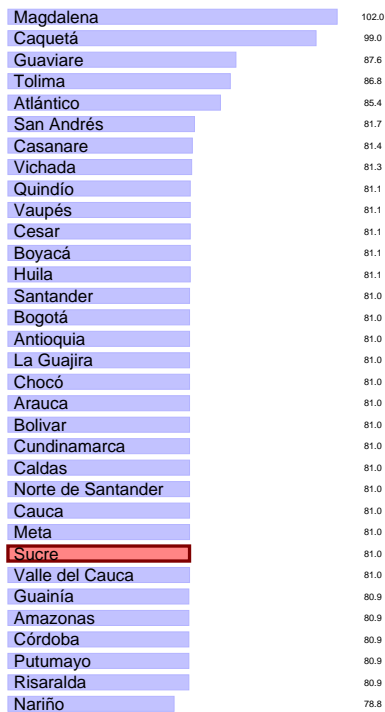 Magdalena 102.0
Caquetá 99.0
Guaviare 87.6
Tolima 86.8
Atlántico 85.4
San Andrés 81.7
Casanare 81.4
Vichada 81.3
Quindío 81.1
Vaupés 81.1
Cesar 81.1
Boyacá 81.1
Huila 81.1
Santander 81.0
Bogotá 81.0
Antioquia 81.0
La Guajira 81.0
Chocó 81.0
Arauca 81.0
Bolivar 81.0
Cundinamarca 81.0
Caldas 81.0
Norte de Santander 81.0
Cauca 81.0
Meta 81.0
Sucre 81.0
Valle del Cauca 81.0
Guainía 80.9
Amazonas 80.9
Córdoba 80.9
Putumayo 80.9
Risaralda 80.9
Nariño 78.8